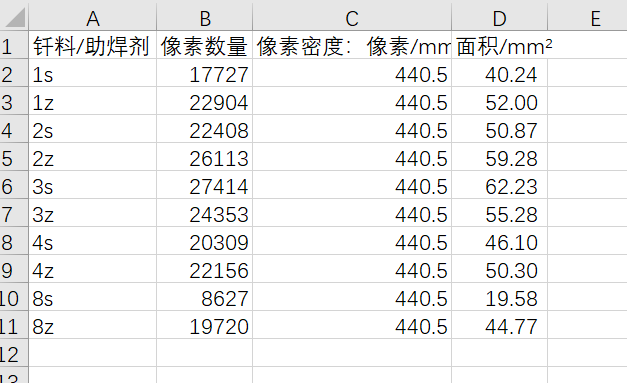 A B C D E
1 钎料/助焊剂 像素数量 像素密度：像素/mm 面积/mm²
2 1s 17727 440.5 40.24
3 1z 22904 440.5 52.00
4 2s 22408 440.5 50.87
5 2z 26113 440.5 59.28
6 3s 27414 440.5 62.23
7 3z 24353 440.5 55.28
8 4s 20309 440.5 46.10
9 4z 22156 440.5 50.30
10 8s 8627 440.5 19.58
11 8z 19720 440.5 44.77
12
13